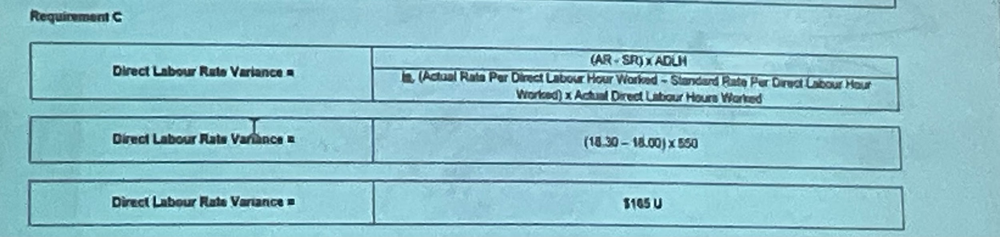 Requirement C
Direct Labour Rate Variance =
(AR - SR) x ADLH
ie. (Actual Rate Per Direct Labour Hour Worked – Standard Rate Per Direct Labour Hour
Worked) x Actual Direct Labour Hours Worked
Direct Labour Rate Variance =
(18.30 – 18.00) x 550
Direct Labour Rate Variance =
$165 U